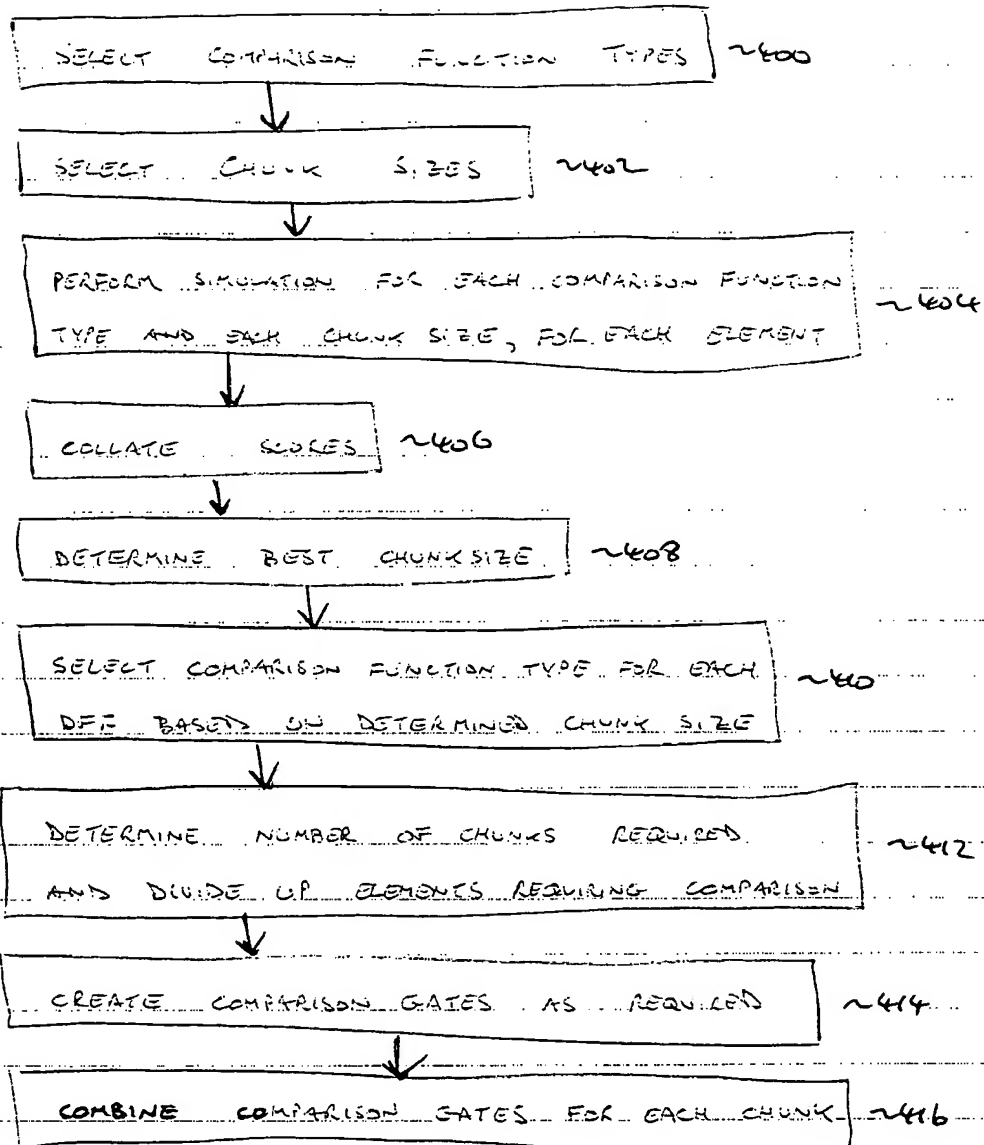 SELECT COMPARISON FUNCTION TYPES ~400
SELECT CHUNK SIZES ~402
PERFORM SIMULATION FOR EACH COMPARISON FUNCTION
TYPE AND EACH CHUNK SIZE, FOR EACH ELEMENT ~404
COLLATE SCORES ~406
DETERMINE BEST CHUNKSIZE ~408
SELECT COMPARISON FUNCTION TYPE FOR EACH
DFF BASED ON DETERMINED CHUNK SIZE ~410
DETERMINE NUMBER OF CHUNKS REQUIRED
AND DIVIDE UP ELEMENTS REQUIRING COMPARISON ~412
CREATE COMPARISON GATES AS REQUIRED ~414
COMBINE COMPARISON GATES FOR EACH CHUNK ~416